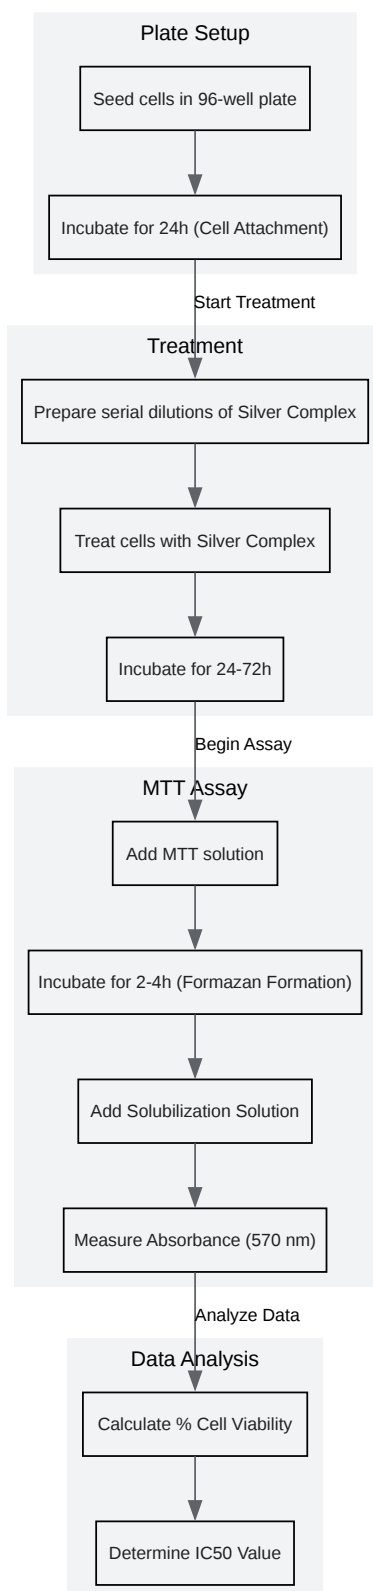 Plate Setup
Seed cells in 96-well plate
Incubate for 24h (Cell Attachment)
Start Treatment
Treatment
Prepare serial dilutions of Silver Complex
Treat cells with Silver Complex
Incubate for 24-72h
Begin Assay
MTT Assay
Add MTT solution
Incubate for 2-4h (Formazan Formation)
Add Solubilization Solution
Measure Absorbance (570 nm)
Analyze Data
Data Analysis
Calculate % Cell Viability
Determine IC50 Value